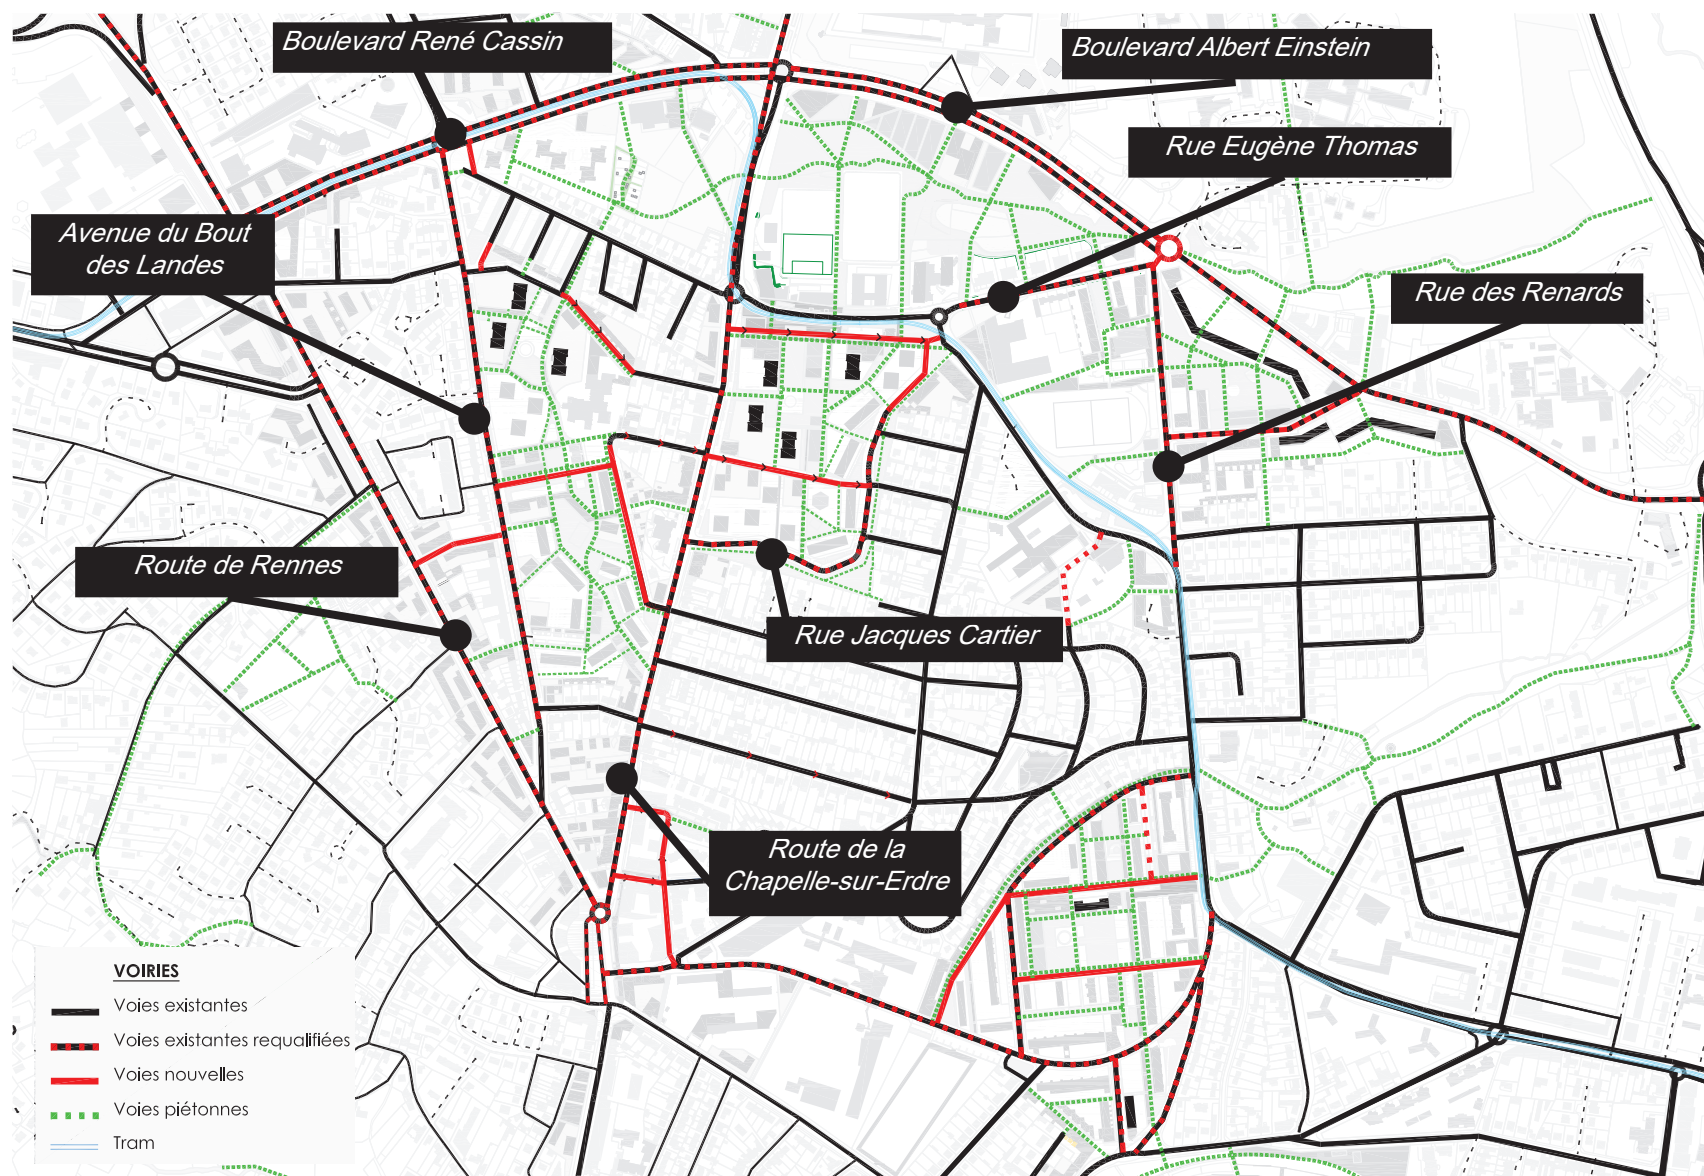 Boulevard René Cassin
Boulevard Albert Einstein
Rue Eugène Thomas
Avenue du Bout
des Landes
Rue des Renards
Route de Rennes
Rue Jacques Cartier
Route de la
Chapelle-sur-Erdre
VOIRIES
Voies existantes
Voies existantes requalifiées
Voies nouvelles
Voies piétonnes
Tram